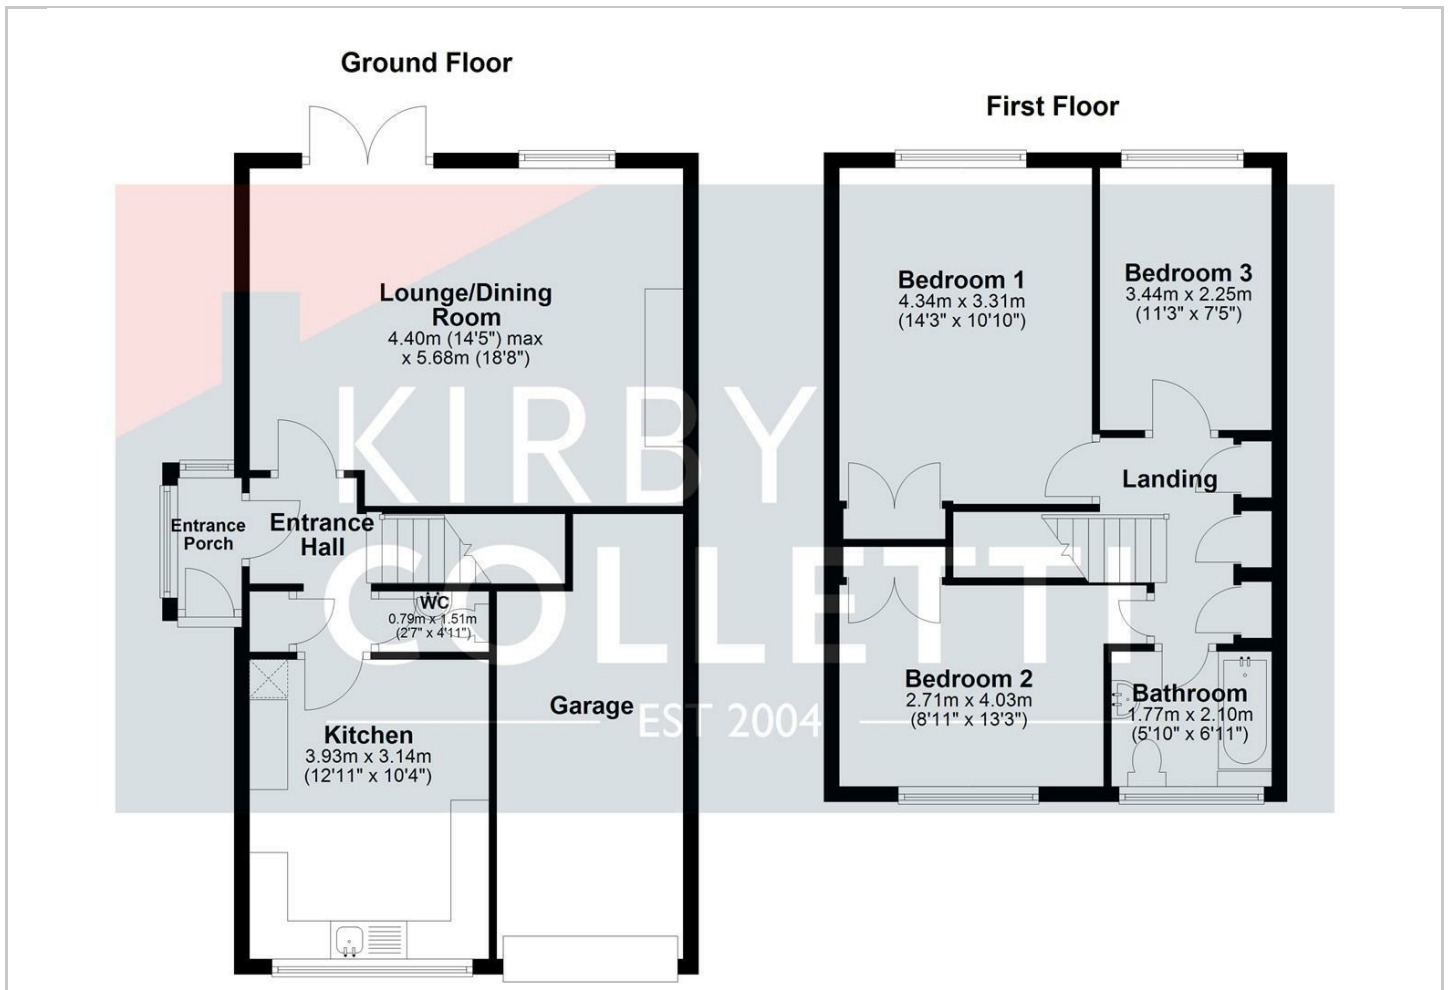 Ground Floor
First Floor
Lounge/Dining
Room
4.40m (14'5") max
x 5.68m (18'8")
Bedroom 1
4.34m x 3.31m
(14'3" x 10'10")
Bedroom 3
3.44m x 2.25m
(11'3" x 7'5")
KIRBY
COLLETTI
EST 2004
Entrance
Porch
Entrance
Hall
Landing
WC
0.79m x 1.51m
(2'7" x 4'11")
Garage
Kitchen
3.93m x 3.14m
(12'11" x 10'4")
Bedroom 2
2.71m x 4.03m
(8'11" x 13'3")
Bathroom
1.77m x 2.10m
(5'10" x 6'11")